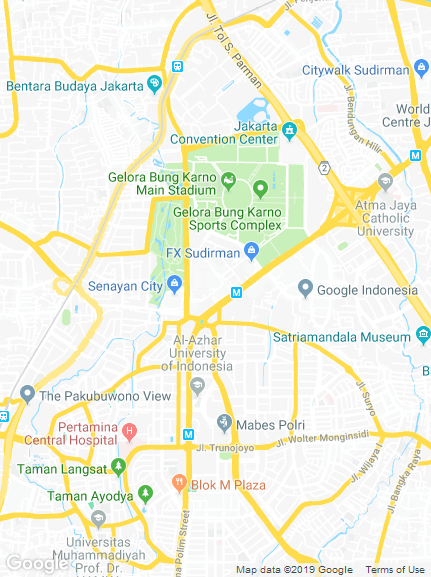 Jl. Tol S. Parman
Citywalk Sudirman
Bentara Budaya Jakarta
Jl. Bendungan Hilir
World
Centre J
Jakarta
Convention Center
2
M
Gelora Bung Karno
Main Stadium
Gelora Bung Karno
Sports Complex
Atma Jaya
Catholic
University
FX Sudirman
Senayan City
M
Google Indonesia
Al-Azhar
University
of Indonesia
Satriamandala Museum
The Pakubuwono View
Jl. Suryo
B
Pertamina
Central Hospital
H
Mabes Polri
M
Jl. Wolter Monginsidi
Jl. Trunojoyo
Taman Langsat
Jl. Wijaya I
Jl. Bangka Raya
Blok M Plaza
Taman Ayodya
Universitas
Muhammadiyah
Prof. Dr.
na Polim Street
Google
Map data ©2019 Google
Terms of Use